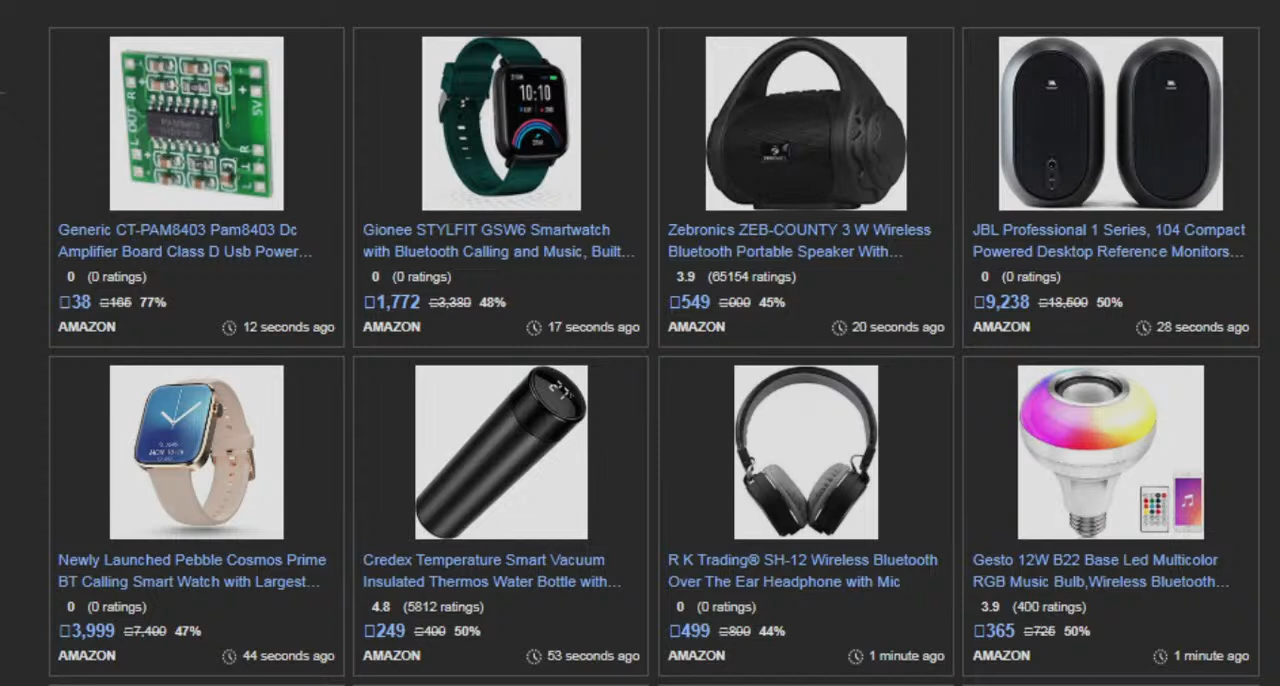 Generic CT-PAM8403 Pam8403 Dc
Amplifier Board Class D Usb Power...
0 (0 ratings)
38 165 77%
AMAZON 12 seconds ago
10:10
Gionee STYLFIT GSW6 Smartwatch
with Bluetooth Calling and Music, Built...
0 (0 ratings)
1,772 3,380 48%
AMAZON 17 seconds ago
Zebronics ZEB-COUNTY 3 W Wireless
Bluetooth Portable Speaker With...
3.9 (65154 ratings)
549 45%
AMAZON 20 seconds ago
JBL Professional 1 Series, 104 Compact
Powered Desktop Reference Monitors...
0 (0 ratings)
9,238 18,500 50%
AMAZON 28 seconds ago
Newly Launched Pebble Cosmos Prime
BT Calling Smart Watch with Largest...
0 (0 ratings)
3,999 7,400 47%
AMAZON 44 seconds ago
27°
Credex Temperature Smart Vacuum
Insulated Thermos Water Bottle with...
4.8 (5812 ratings)
249 400 50%
AMAZON 53 seconds ago
R K Trading® SH-12 Wireless Bluetooth
Over The Ear Headphone with Mic
0 (0 ratings)
499 800 44%
AMAZON 1 minute ago
Gesto 12W B22 Base Led Multicolor
RGB Music Bulb,Wireless Bluetooth...
3.9 (400 ratings)
365 726 50%
AMAZON 1 minute ago